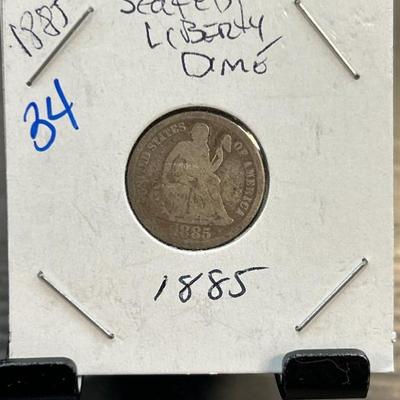 1885
SEATED
LIBERTY
DIME
34
UNITED STATES OF AMERICA
1885
1885